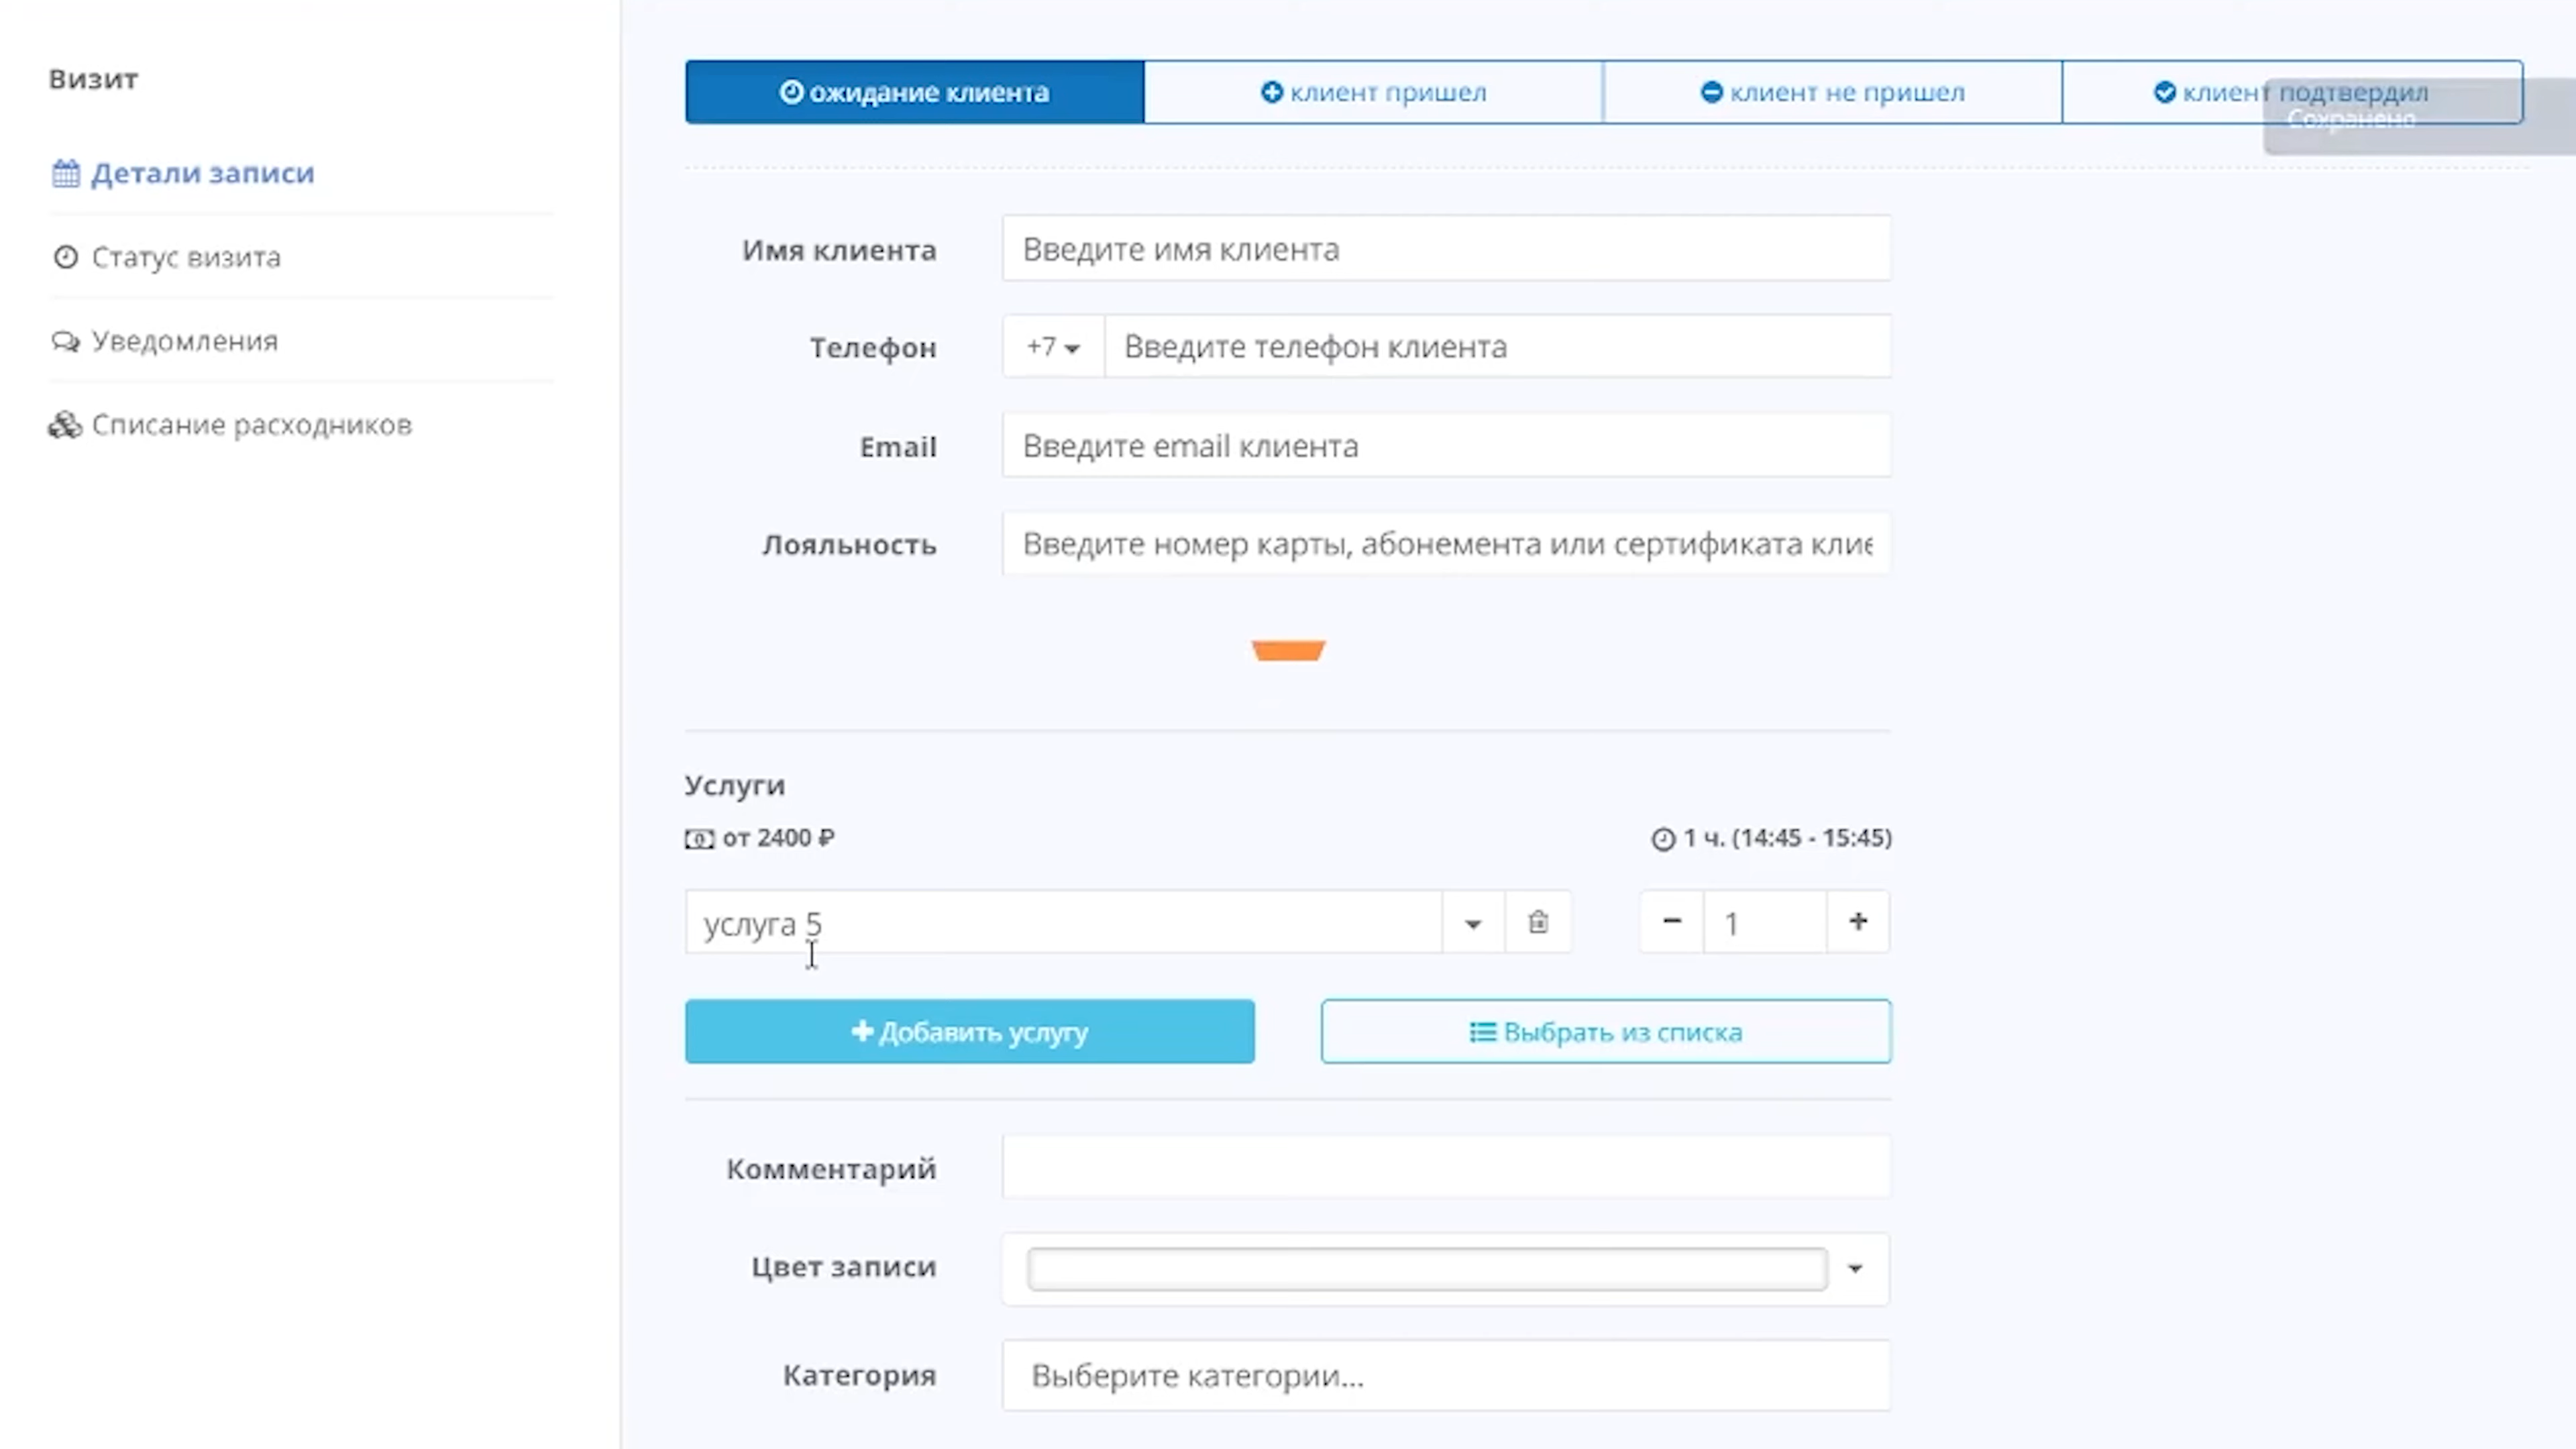 Визит
Детали записи
Статус визита
Уведомления
Списание расходников
ожидание клиента
клиент пришел
клиент не пришел
клиент подтвердил
Сохранено
Имя клиента
Введите имя клиента
Телефон
+7
Введите телефон клиента
Email
Введите email клиента
Лояльность
Введите номер карты, абонемента или сертификата клие
Услуги
от 2400 ₽
1 ч. (14:45 - 15:45)
услуга 5
1
Добавить услугу
Выбрать из списка
Комментарий
Цвет записи
Категория
Выберите категории...